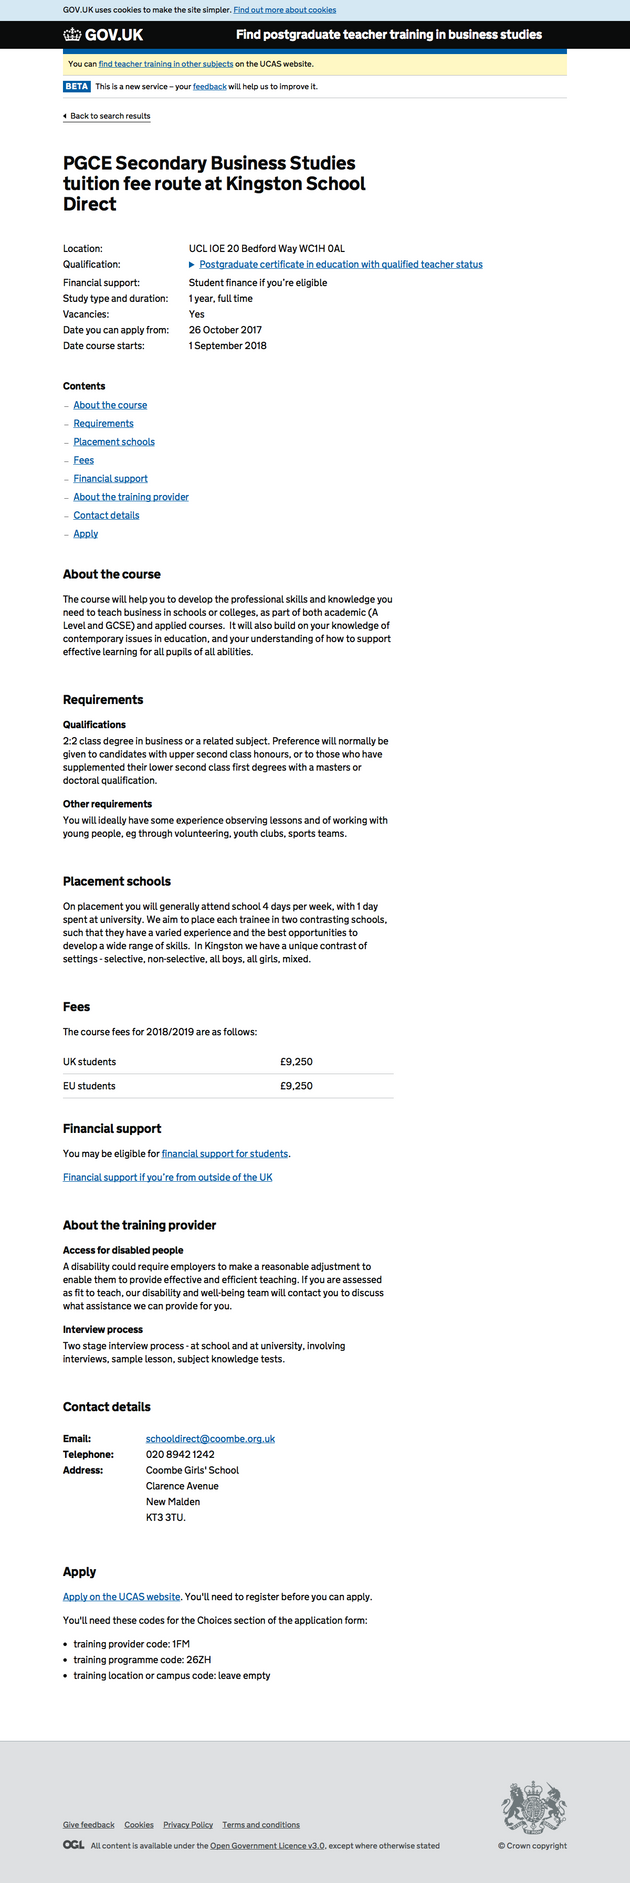 GOV.UK uses cookies to make the site simpler. Find out more about cookies
GOV.UK Find postgraduate teacher training in business studies
You can find teacher training in other subjects on the UCAS website.
BETA This is a new service – your feedback will help us to improve it.
Back to search results
PGCE Secondary Business Studies
tuition fee route at Kingston School
Direct
Location: UCL IOE 20 Bedford Way WC1H 0AL
Qualification: Postgraduate certificate in education with qualified teacher status
Financial support: Student finance if you're eligible
Study type and duration: 1 year, full time
Vacancies: Yes
Date you can apply from: 26 October 2017
Date course starts: 1 September 2018
Contents
– About the course
– Requirements
– Placement schools
– Fees
– Financial support
– About the training provider
– Contact details
– Apply
About the course
The course will help you to develop the professional skills and knowledge you
need to teach business in schools or colleges, as part of both academic (A
Level and GCSE) and applied courses. It will also build on your knowledge of
contemporary issues in education, and your understanding of how to support
effective learning for all pupils of all abilities.
Requirements
Qualifications
2:2 class degree in business or a related subject. Preference will normally be
given to candidates with upper second class honours, or to those who have
supplemented their lower second class first degrees with a masters or
doctoral qualification.
Other requirements
You will ideally have some experience observing lessons and of working with
young people, eg through volunteering, youth clubs, sports teams.
Placement schools
On placement you will generally attend school 4 days per week, with 1 day
spent at university. We aim to place each trainee in two contrasting schools,
such that they have a varied experience and the best opportunities to
develop a wide range of skills. In Kingston we have a unique contrast of
settings - selective, non-selective, all boys, all girls, mixed.
Fees
The course fees for 2018/2019 are as follows:
UK students £9,250
EU students £9,250
Financial support
You may be eligible for financial support for students.
Financial support if you're from outside of the UK
About the training provider
Access for disabled people
A disability could require employers to make a reasonable adjustment to
enable them to provide effective and efficient teaching. If you are assessed
as fit to teach, our disability and well-being team will contact you to discuss
what assistance we can provide for you.
Interview process
Two stage interview process - at school and at university, involving
interviews, sample lesson, subject knowledge tests.
Contact details
Email: schooldirect@coombe.org.uk
Telephone: 020 8942 1242
Address: Coombe Girls' School
Clarence Avenue
New Malden
KT3 3TU.
Apply
Apply on the UCAS website. You'll need to register before you can apply.
You'll need these codes for the Choices section of the application form:
• training provider code: 1FM
• training programme code: 26ZH
• training location or campus code: leave empty
Give feedback Cookies Privacy Policy Terms and conditions
OGL All content is available under the Open Government Licence v3.0, except where otherwise stated © Crown copyright